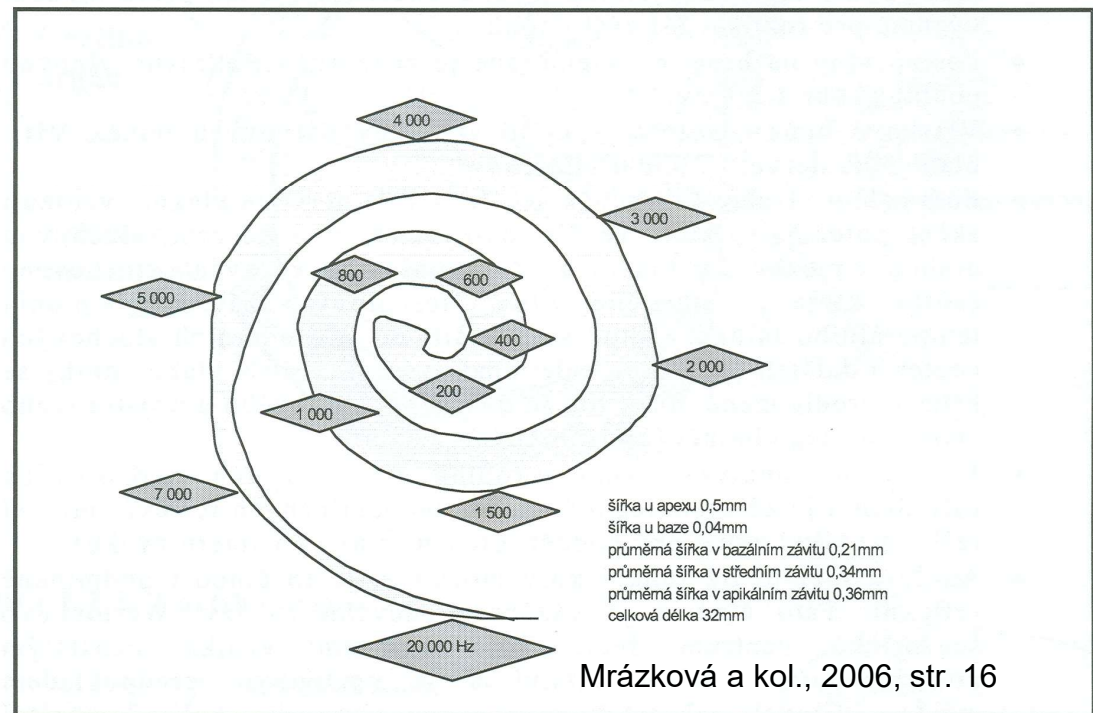 4 000
3 000
800
600
5 000
400
2 000
200
1 000
7 000
1 500
šířka u apexu 0,5mm
šířka u baze 0,04mm
průměrná šířka v bazálním závitu 0,21mm
průměrná šířka v středním závitu 0,34mm
průměrná šířka v apikálním závitu 0,36mm
celková délka 32mm
20 000 Hz
Mrázková a kol., 2006, str. 16